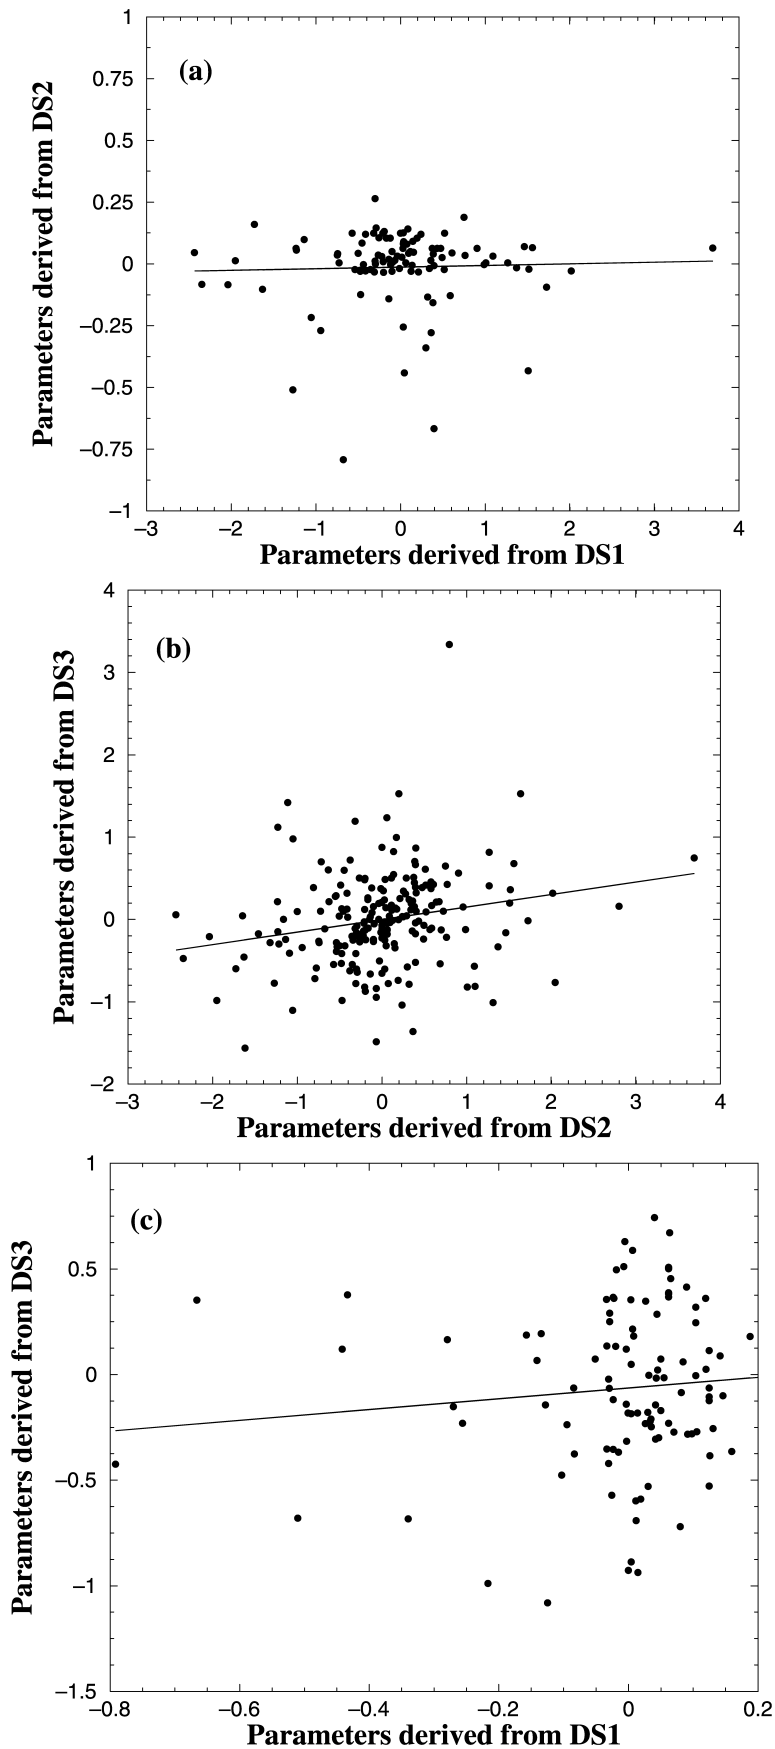 1
0.75
0.5
0.25
0
−0.25
−0.5
−0.75
−1
(a)
Parameters derived from DS2
−3 −2 −1 0 1 2 3 4
Parameters derived from DS1
4
3
2
1
0
−1
−2
(b)
Parameters derived from DS3
−3 −2 −1 0 1 2 3 4
Parameters derived from DS2
1
0.5
0
−0.5
−1
−1.5
(c)
Parameters derived from DS3
−0.8 −0.6 −0.4 −0.2 0 0.2
Parameters derived from DS1